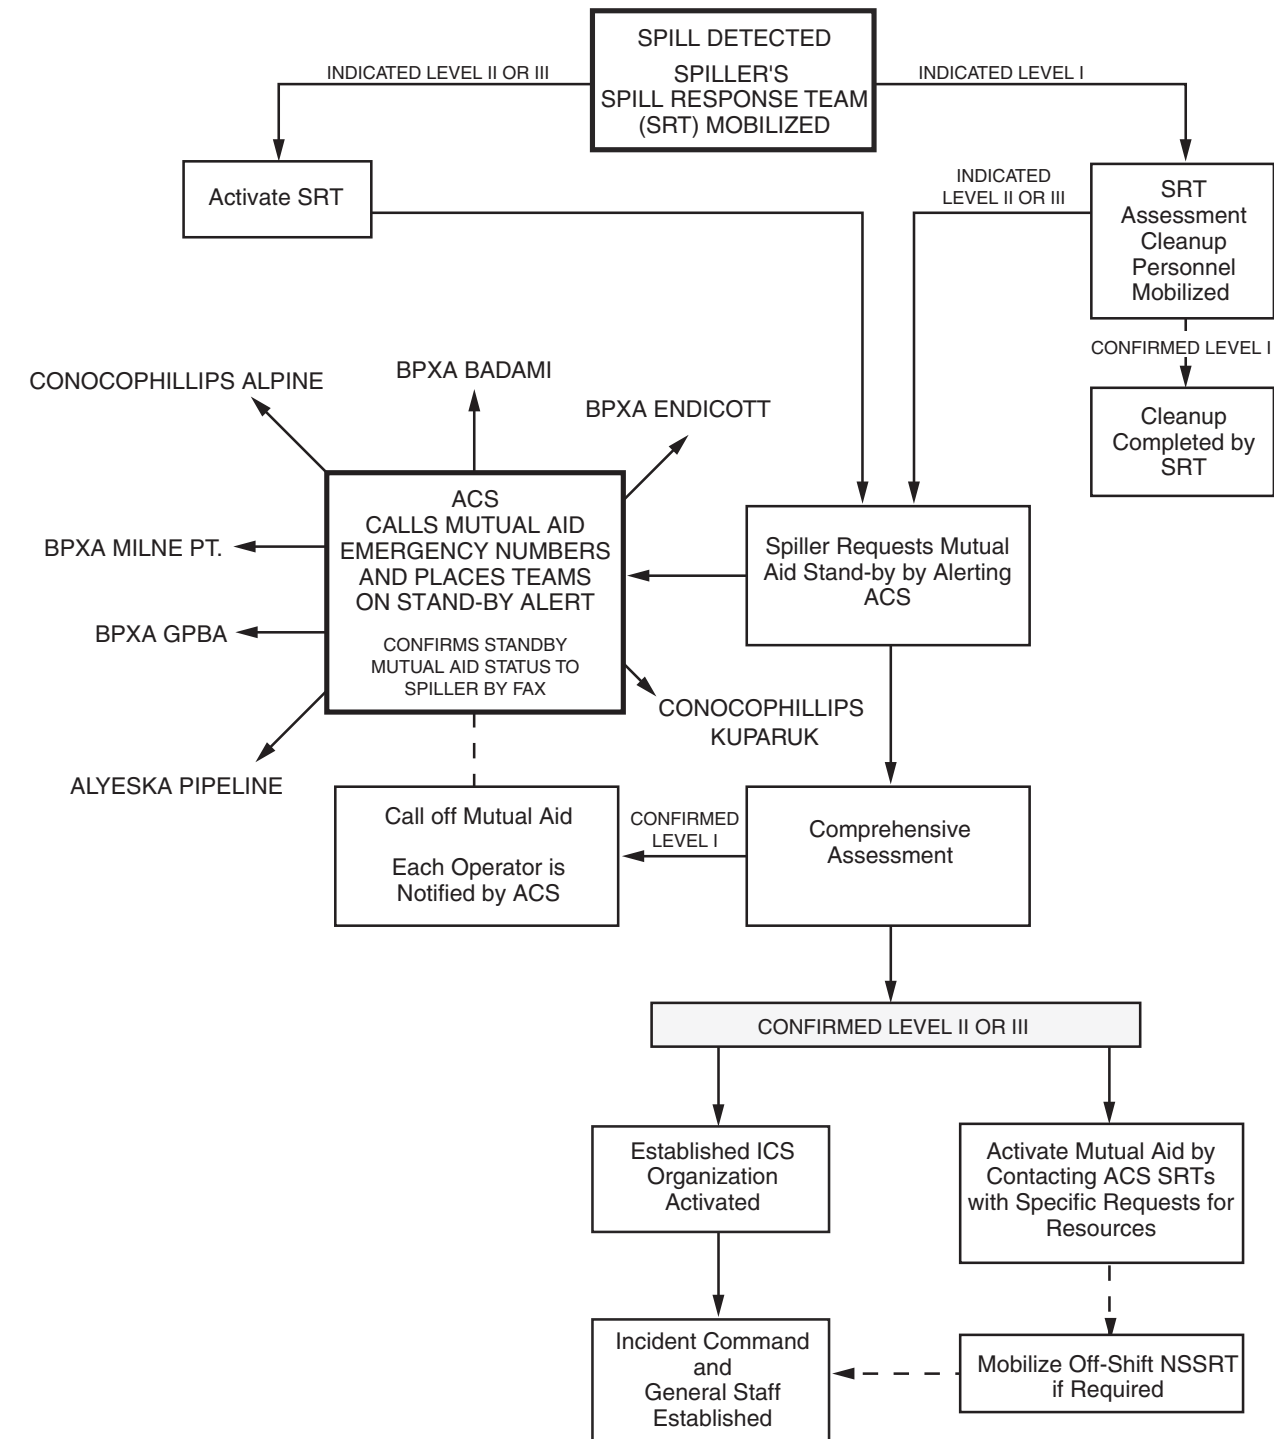 SPILL DETECTED
SPILLER'S
SPILL RESPONSE TEAM
(SRT) MOBILIZED
INDICATED LEVEL II OR III
INDICATED LEVEL I
Activate SRT
INDICATED
LEVEL II OR III
SRT
Assessment
Cleanup
Personnel
Mobilized
CONFIRMED LEVEL I
Cleanup
Completed by
SRT
CONOCOPHILLIPS ALPINE
BPXA BADAMI
BPXA ENDICOTT
BPXA MILNE PT.
BPXA GPBA
ALYESKA PIPELINE
CONOCOPHILLIPS
KUPARUK
ACS
CALLS MUTUAL AID
EMERGENCY NUMBERS
AND PLACES TEAMS
ON STAND-BY ALERT
CONFIRMS STANDBY
MUTUAL AID STATUS TO
SPILLER BY FAX
Spiller Requests Mutual
Aid Stand-by by Alerting
ACS
Call off Mutual Aid
Each Operator is
Notified by ACS
CONFIRMED
LEVEL I
Comprehensive
Assessment
CONFIRMED LEVEL II OR III
Established ICS
Organization
Activated
Activate Mutual Aid by
Contacting ACS SRTs
with Specific Requests for
Resources
Incident Command
and
General Staff
Established
Mobilize Off-Shift NSSRT
if Required